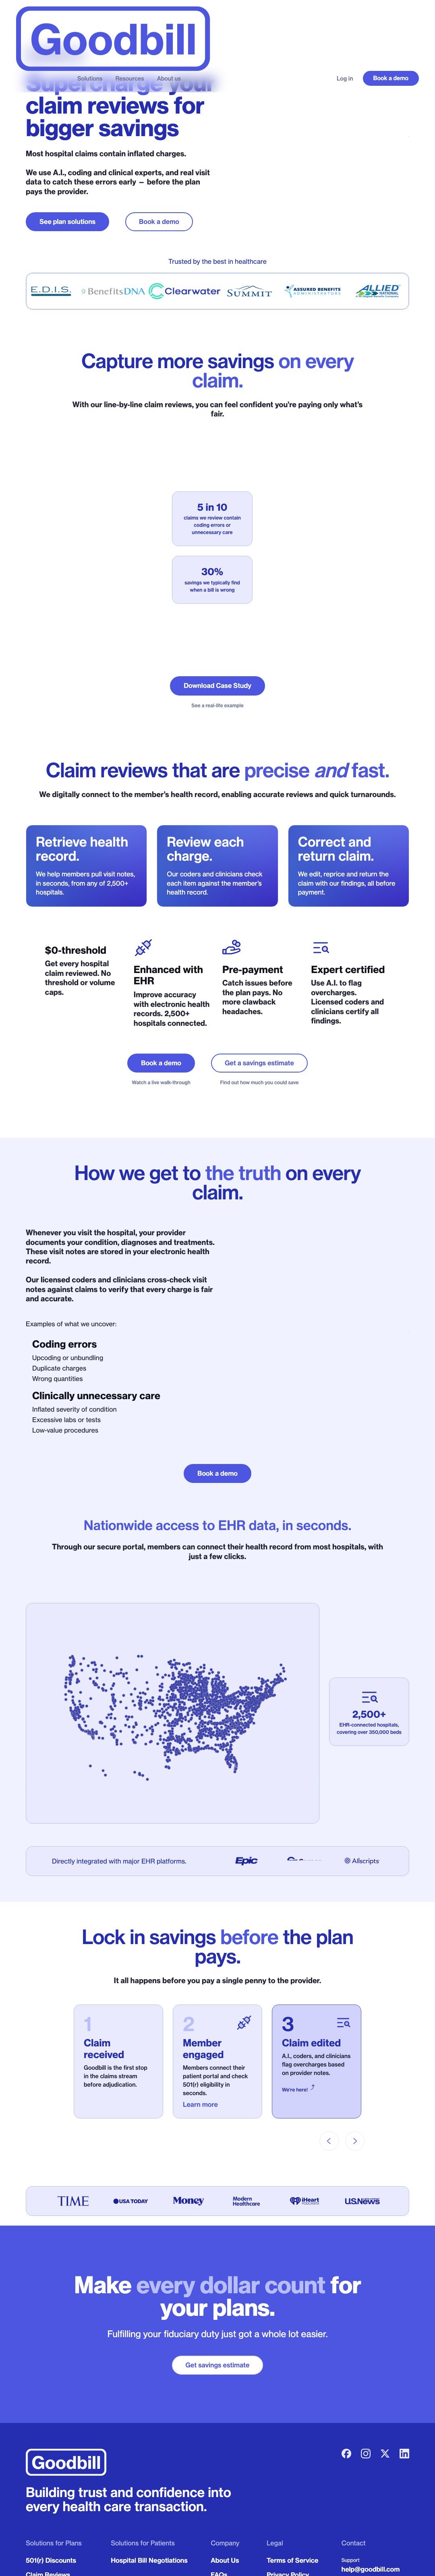 Goodbill
Solutions Resources About us Log in Book a demo
Supercharge your
claim reviews for
bigger savings
Most hospital claims contain inflated charges.
We use A.I., coding and clinical experts, and real visit
data to catch these errors early — before the plan
pays the provider.
See plan solutions Book a demo
Trusted by the best in healthcare
E.D.I.S. BenefitsDNA Clearwater SUMMIT ASSURED BENEFITS ADMINISTRATORS ALLIED NATIONAL
Capture more savings on every
claim.
With our line-by-line claim reviews, you can feel confident you're paying only what's
fair.
5 in 10
claims we review contain
coding errors or
unnecessary care
30%
savings we typically find
when a bill is wrong
Download Case Study
See a real-life example
Claim reviews that are precise and fast.
We digitally connect to the member's health record, enabling accurate reviews and quick turnarounds.
Retrieve health
record.
We help members pull visit notes,
in seconds, from any of 2,500+
hospitals.
Review each
charge.
Our coders and clinicians check
each item against the member's
health record.
Correct and
return claim.
We edit, reprice and return the
claim with our findings, all before
payment.
$0-threshold
Get every hospital
claim reviewed. No
threshold or volume
caps.
Enhanced with
EHR
Improve accuracy
with electronic health
records. 2,500+
hospitals connected.
Pre-payment
Catch issues before
the plan pays. No
more clawback
headaches.
Expert certified
Use A.I. to flag
overcharges.
Licensed coders and
clinicians certify all
findings.
Book a demo Get a savings estimate
Watch a live walk-through Find out how much you could save
How we get to the truth on every
claim.
Whenever you visit the hospital, your provider
documents your condition, diagnoses and treatments.
These visit notes are stored in your electronic health
record.
Our licensed coders and clinicians cross-check visit
notes against claims to verify that every charge is fair
and accurate.
Examples of what we uncover:
Coding errors
Upcoding or unbundling
Duplicate charges
Wrong quantities
Clinically unnecessary care
Inflated severity of condition
Excessive labs or tests
Low-value procedures
Book a demo
Nationwide access to EHR data, in seconds.
Through our secure portal, members can connect their health record from most hospitals, with
just a few clicks.
2,500+
EHR-connected hospitals,
covering over 350,000 beds
Directly integrated with major EHR platforms. Epic Allscripts
Lock in savings before the plan
pays.
It all happens before you pay a single penny to the provider.
1
Claim
received
Goodbill is the first stop
in the claims stream
before adjudication.
2
Member
engaged
Members connect their
patient portal and check
501(r) eligibility in
seconds.
Learn more
3
Claim edited
A.I., coders, and clinicians
flag overcharges based
on provider notes.
We're here!
TIME USA TODAY Money Modern Healthcare iHeart U.S.News
Make every dollar count for
your plans.
Fulfilling your fiduciary duty just got a whole lot easier.
Get savings estimate
Goodbill
Building trust and confidence into
every health care transaction.
Solutions for Plans Solutions for Patients Company Legal Contact
501(r) Discounts Hospital Bill Negotiations About Us Terms of Service Support
help@goodbill.com
Claim Reviews FAQs Privacy Policy